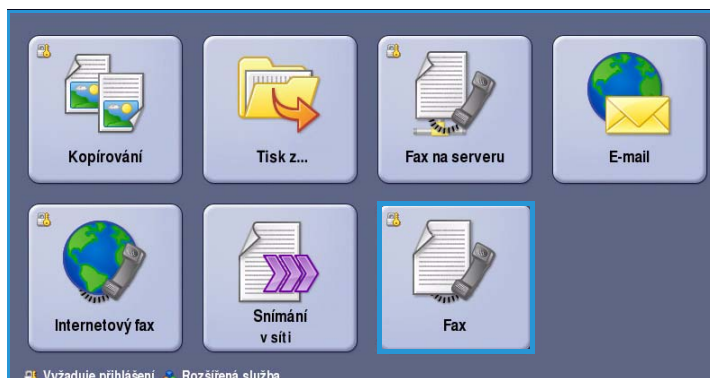 Kopírování
Tisk z...
Fax na serveru
E-mail
Internetový fax
Snímání
v síti
Fax
Vyžaduje přihlášení Rozšířená služba